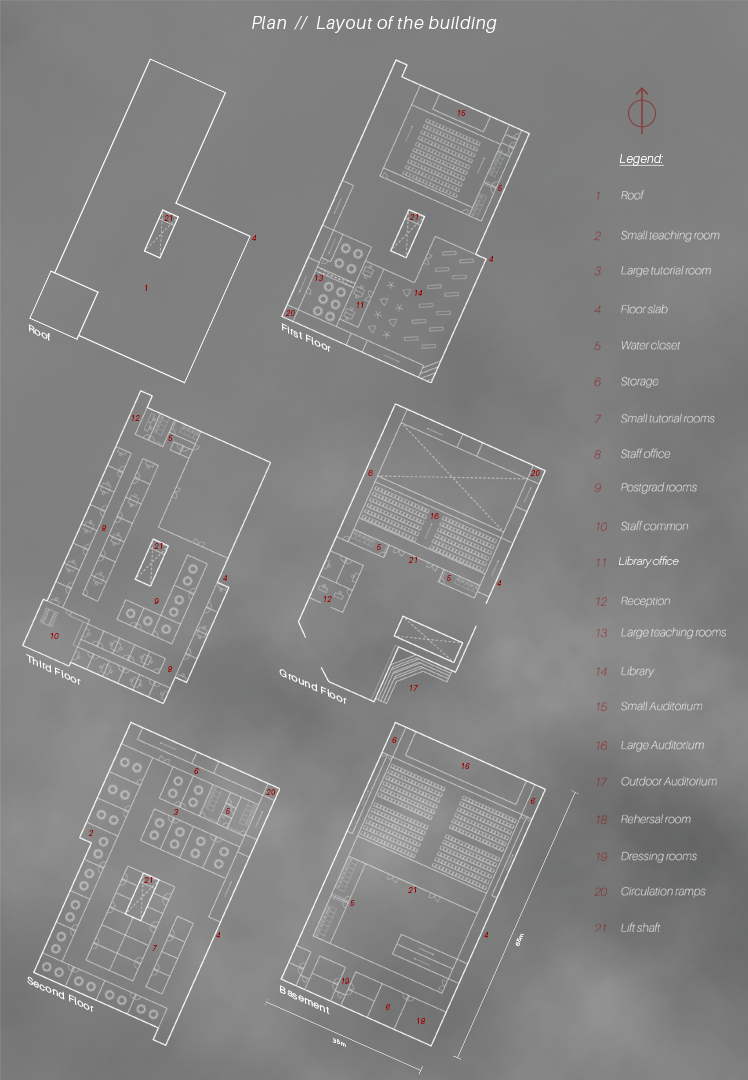 Plan // Layout of the building
Roof
21
4
1
First Floor
15
5
21
4
13
14
11
20
Third Floor
12
5
8
21
4
9
10
9
Ground Floor
20
6
16
5
21
5
4
12
17
Second Floor
6
20
3
5
2
21
7
4
Basement
6
16
6
21
5
4
19
6
18
65m
35m
Legend:
1 Roof
2 Small teaching room
3 Large tutorial room
4 Floor slab
5 Water closet
6 Storage
7 Small tutorial rooms
8 Staff office
9 Postgrad rooms
10 Staff common
11 Library office
12 Reception
13 Large teaching rooms
14 Library
15 Small Auditorium
16 Large Auditorium
17 Outdoor Auditorium
18 Rehersal room
19 Dressing rooms
20 Circulation ramps
21 Lift shaft